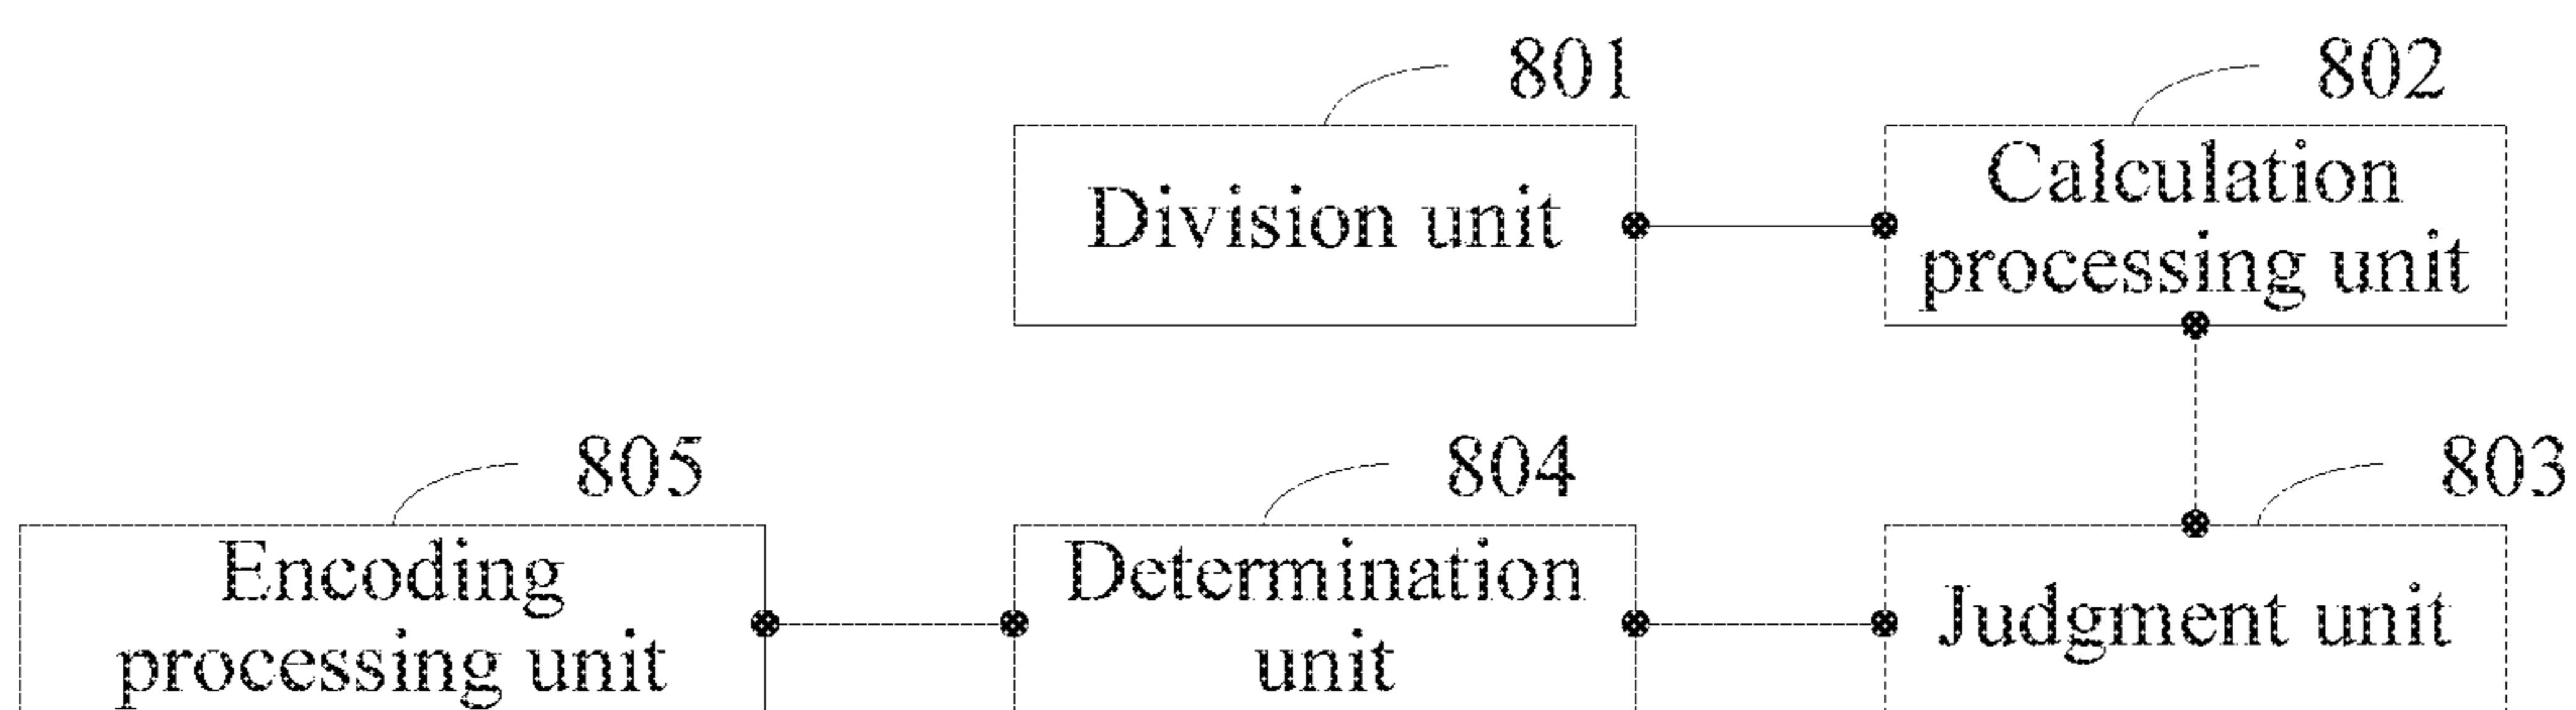 801
802
Division unit
Calculation
processing unit
805
804
803
Encoding
processing unit
Determination
unit
Judgment unit